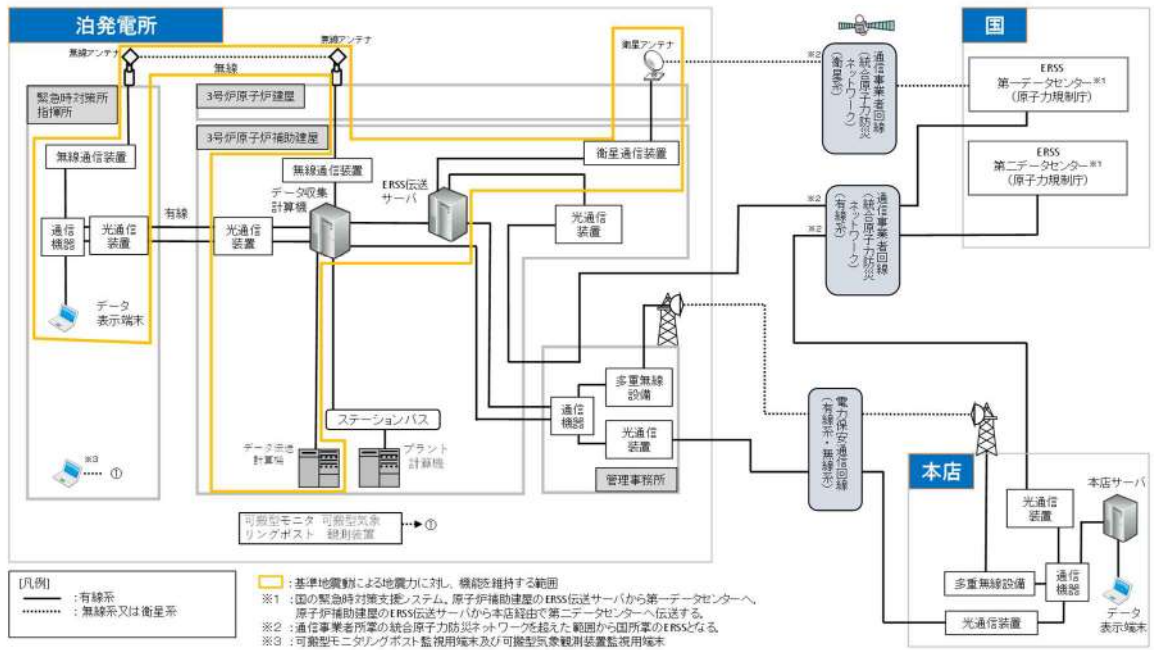 泊発電所
国
無線アンテナ
無線アンテナ
無線
衛星アンテナ
※2
通信事業者回線
(統合原子力防災
ネットワーク)
(衛星系)
ERSS
第一データセンター※1
(原子力規制庁)
緊急時対策所
指揮所
3号炉原子炉建屋
3号炉原子炉補助建屋
無線通信装置
無線通信装置
衛星通信装置
ERSS
第二データセンター※1
(原子力規制庁)
データ収集
計算機
ERSS伝送
サーバ
有線
通信
機器
光通信
装置
光通信
装置
光通信
装置
※2
※2
通信事業者回線
(統合原子力防災
ネットワーク)
(有線系)
データ
表示端末
多重無線
設備
通信
機器
光通信
装置
管理事務所
電力保安通信回線
(有線系・無線系)
ステーションバス
データ伝送
計算機
プラント
計算機
※3
①
可搬型モニタ
リングポスト
可搬型気象
観測装置
①
本店
本店サーバ
光通信
装置
多重無線設備
通信
機器
光通信装置
データ
表示端末
[凡例]
:有線系
:無線系又は衛星系
:基準地震動による地震力に対し、機能を維持する範囲
※1 :国の緊急時対策支援システム。原子炉補助建屋のERSS伝送サーバから第一データセンターへ、
原子炉補助建屋のERSS伝送サーバから本店経由で第二データセンターへ伝送する。
※2 :通信事業者所掌の統合原子力防災ネットワークを超えた範囲から国所掌のERSSとなる。
※3 :可搬型モニタリングポスト監視用端末及び可搬型気象観測装置監視用端末